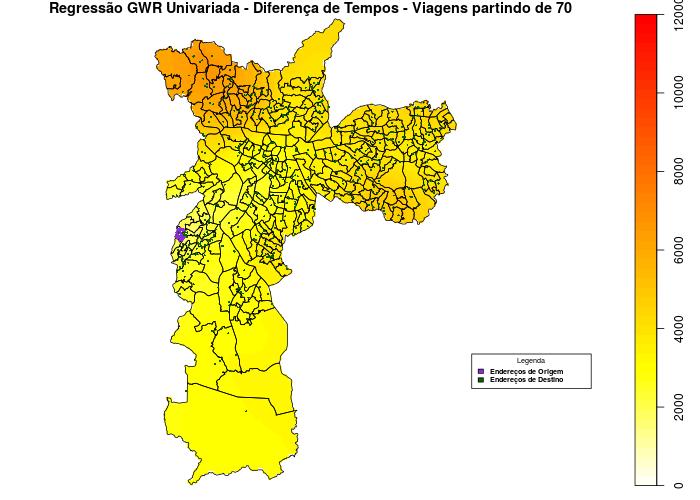 Regressão GWR Univariada - Diferença de Tempos - Viagens partindo de 70
12000
10000
8000
6000
4000
2000
0
Legenda
Endereços de Origem
Endereços de Destino